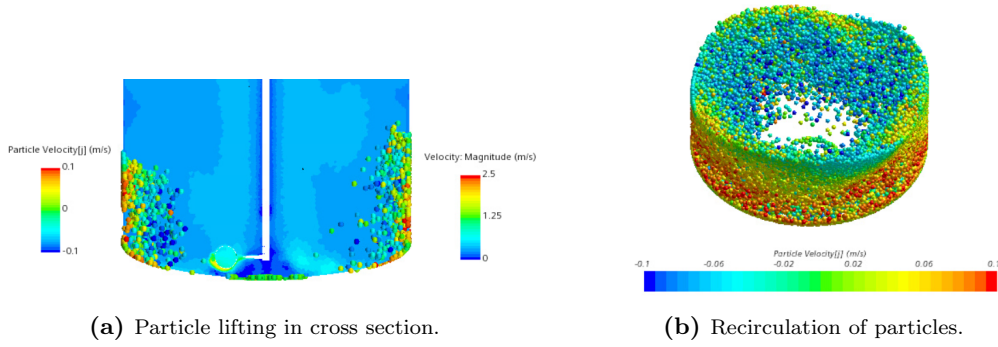 Particle Velocity[j] (m/s)
0.1
0
-0.1
Velocity: Magnitude (m/s)
2.5
1.25
0
Particle Velocity[j] (m/s)
-0.1 -0.06 -0.02 0.02 0.06 0.1
(a) Particle lifting in cross section.
(b) Recirculation of particles.